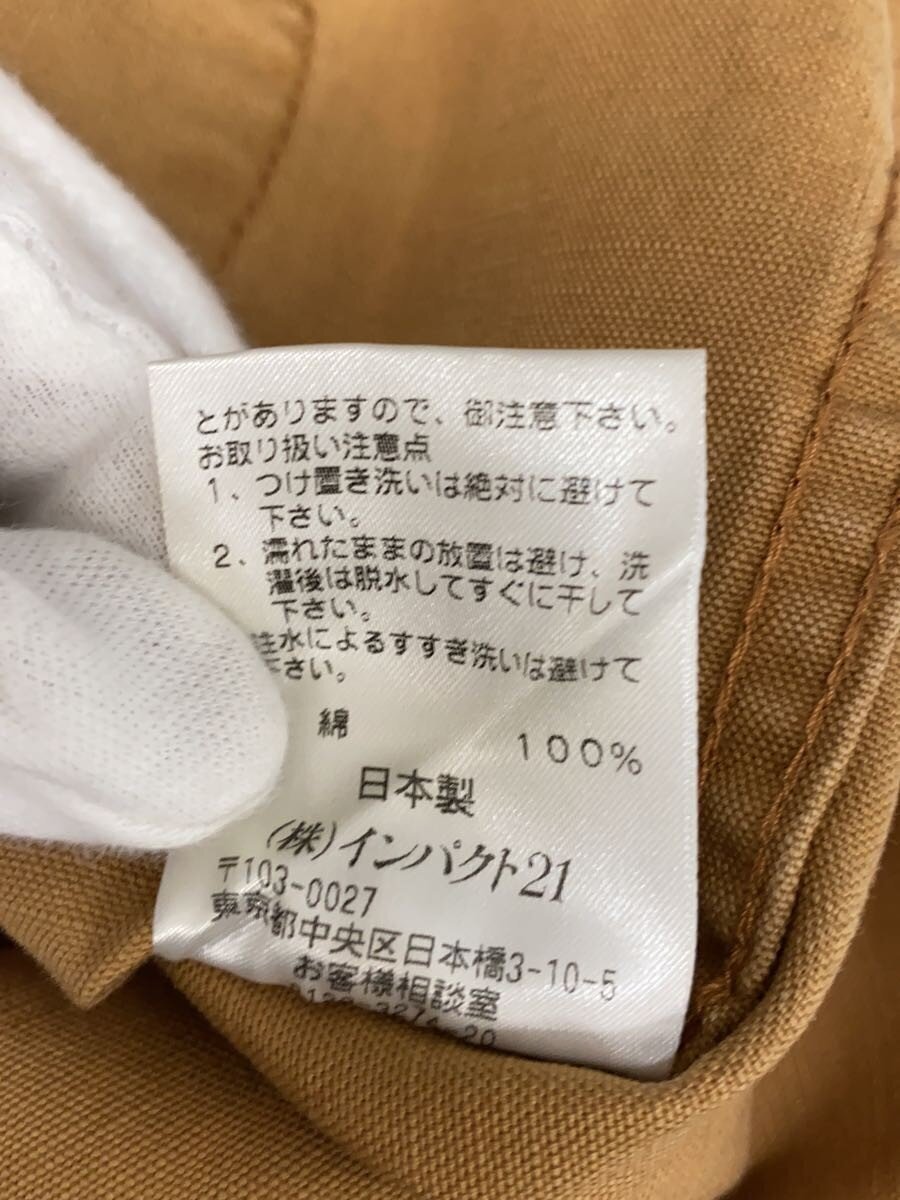 とがありますので、御注意下さい。
お取り扱い注意点
1、つけ置き洗いは絶対に避けて
下さい。
2、濡れたままの放置は避け、洗
濯後は脱水してすぐに干して
下さい。
注水によるすすき洗いは避けて
下さい。
綿 100%
日本製
(株)インパクト21
〒103-0027
東京都中央区日本橋3-10-5
お客様相談室